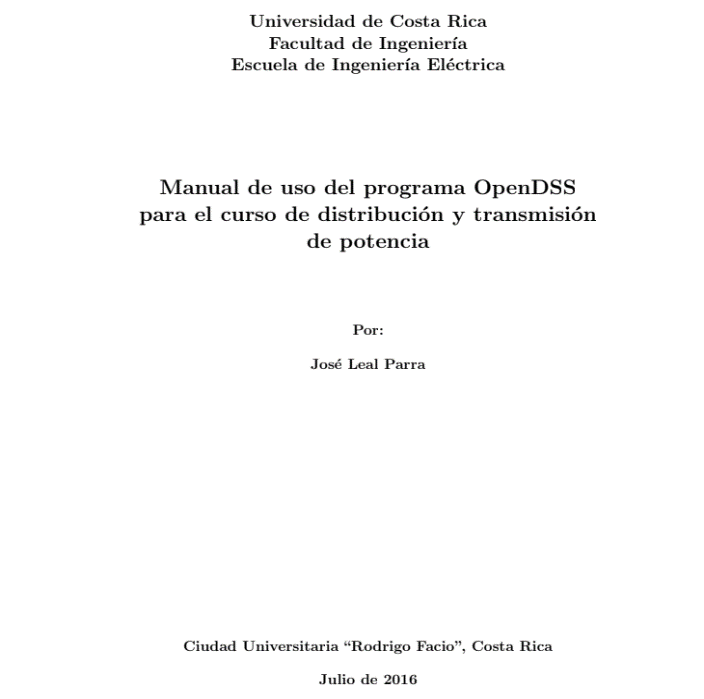 Universidad de Costa Rica
Facultad de Ingeniería
Escuela de Ingeniería Eléctrica
Manual de uso del programa OpenDSS
para el curso de distribución y transmisión
de potencia
Por:
José Leal Parra
Ciudad Universitaria “Rodrigo Facio”, Costa Rica
Julio de 2016